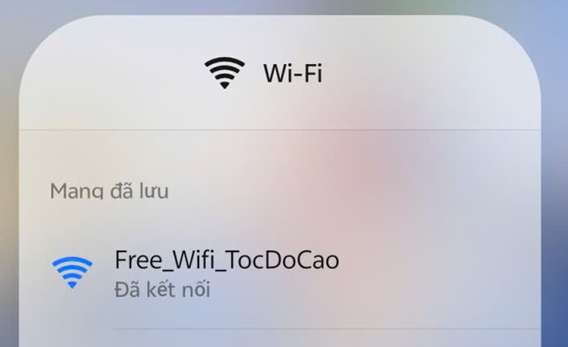 Wi-Fi
Mạng đã lưu
Free_Wifi_TocDoCao
Đã kết nối